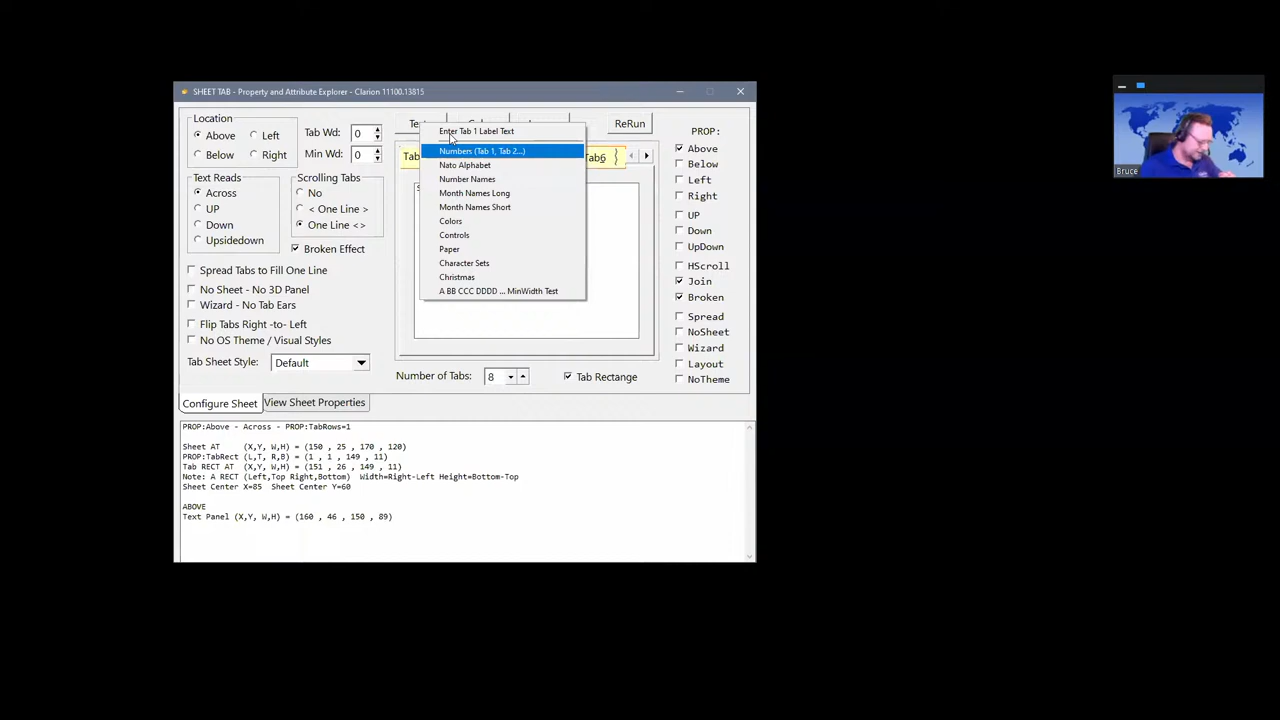 SHEET TAB - Property and Attribute Explorer - Clarion 11100.13815
Location
Above
Left
Below
Right
Tab Wd: 0
Min Wd: 0
ReRun
Text Reads
Across
UP
Down
Upsidedown
Scrolling Tabs
No
< One Line >
One Line <>
Broken Effect
Spread Tabs to Fill One Line
No Sheet - No 3D Panel
Wizard - No Tab Ears
Flip Tabs Right -to- Left
No OS Theme / Visual Styles
Tab Sheet Style: Default
Enter Tab 1 Label Text
Numbers (Tab 1, Tab 2...)
Nato Alphabet
Number Names
Month Names Long
Month Names Short
Colors
Controls
Paper
Character Sets
Christmas
A BB CCC DDDD ... MinWidth Test
Tab6
Number of Tabs: 8
Tab Rectange
PROP:
Above
Below
Left
Right
UP
Down
UpDown
HScroll
Join
Broken
Spread
NoSheet
Wizard
Layout
NoTheme
Configure Sheet
View Sheet Properties
PROP:Above - Across - PROP:TabRows=1
Sheet AT (X,Y, W,H) = (150 , 25 , 170 , 120)
PROP:TabRect (L,T, R,B) = (1 , 1 , 149 , 11)
Tab RECT AT (X,Y, W,H) = (151 , 26 , 149 , 11)
Note: A RECT (Left,Top Right,Bottom) Width=Right-Left Height=Bottom-Top
Sheet Center X=85 Sheet Center Y=60
ABOVE
Text Panel (X,Y, W,H) = (160 , 46 , 150 , 89)
Bruce